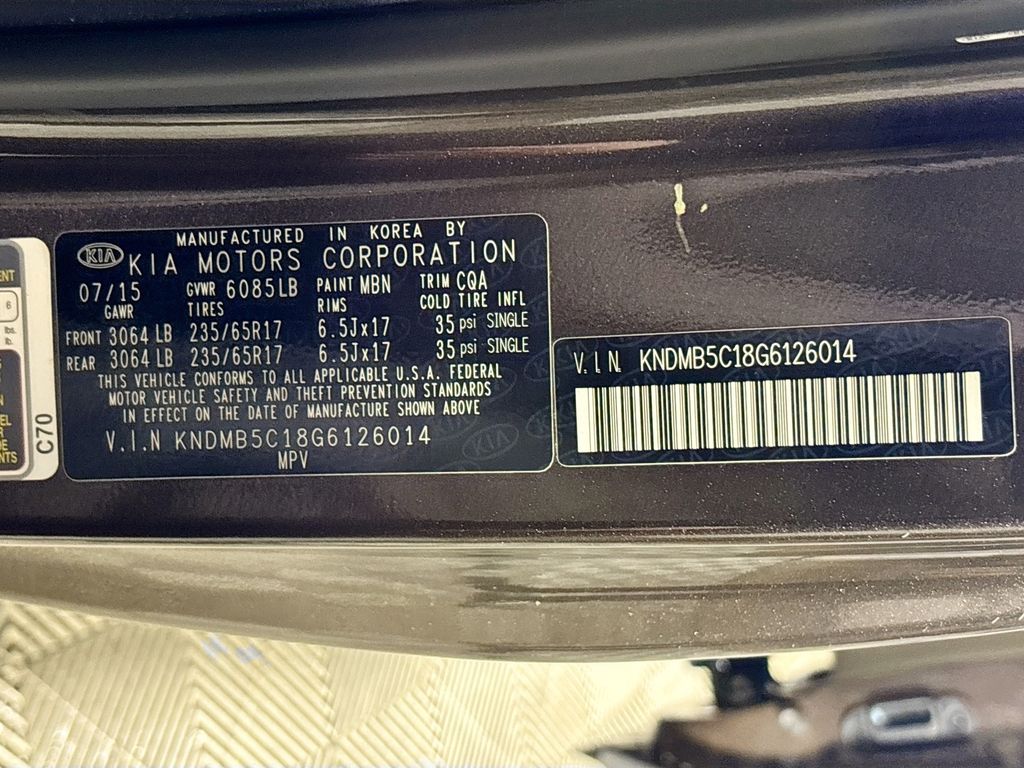 KIA
MANUFACTURED IN KOREA BY
KIA MOTORS CORPORATION
07/15 GVWR 6085LB PAINT MBN TRIM CQA
GAWR TIRES RIMS COLD TIRE INFL
FRONT 3064 LB 235/65R17 6.5Jx17 35 psi SINGLE
REAR 3064 LB 235/65R17 6.5Jx17 35 psi SINGLE
THIS VEHICLE CONFORMS TO ALL APPLICABLE U.S.A. FEDERAL
MOTOR VEHICLE SAFETY AND THEFT PREVENTION STANDARDS
IN EFFECT ON THE DATE OF MANUFACTURE SHOWN ABOVE
V.I.N KNDMB5C18G6126014
MPV
V.I.N. KNDMB5C18G6126014
C70
6
lbs.
lb.